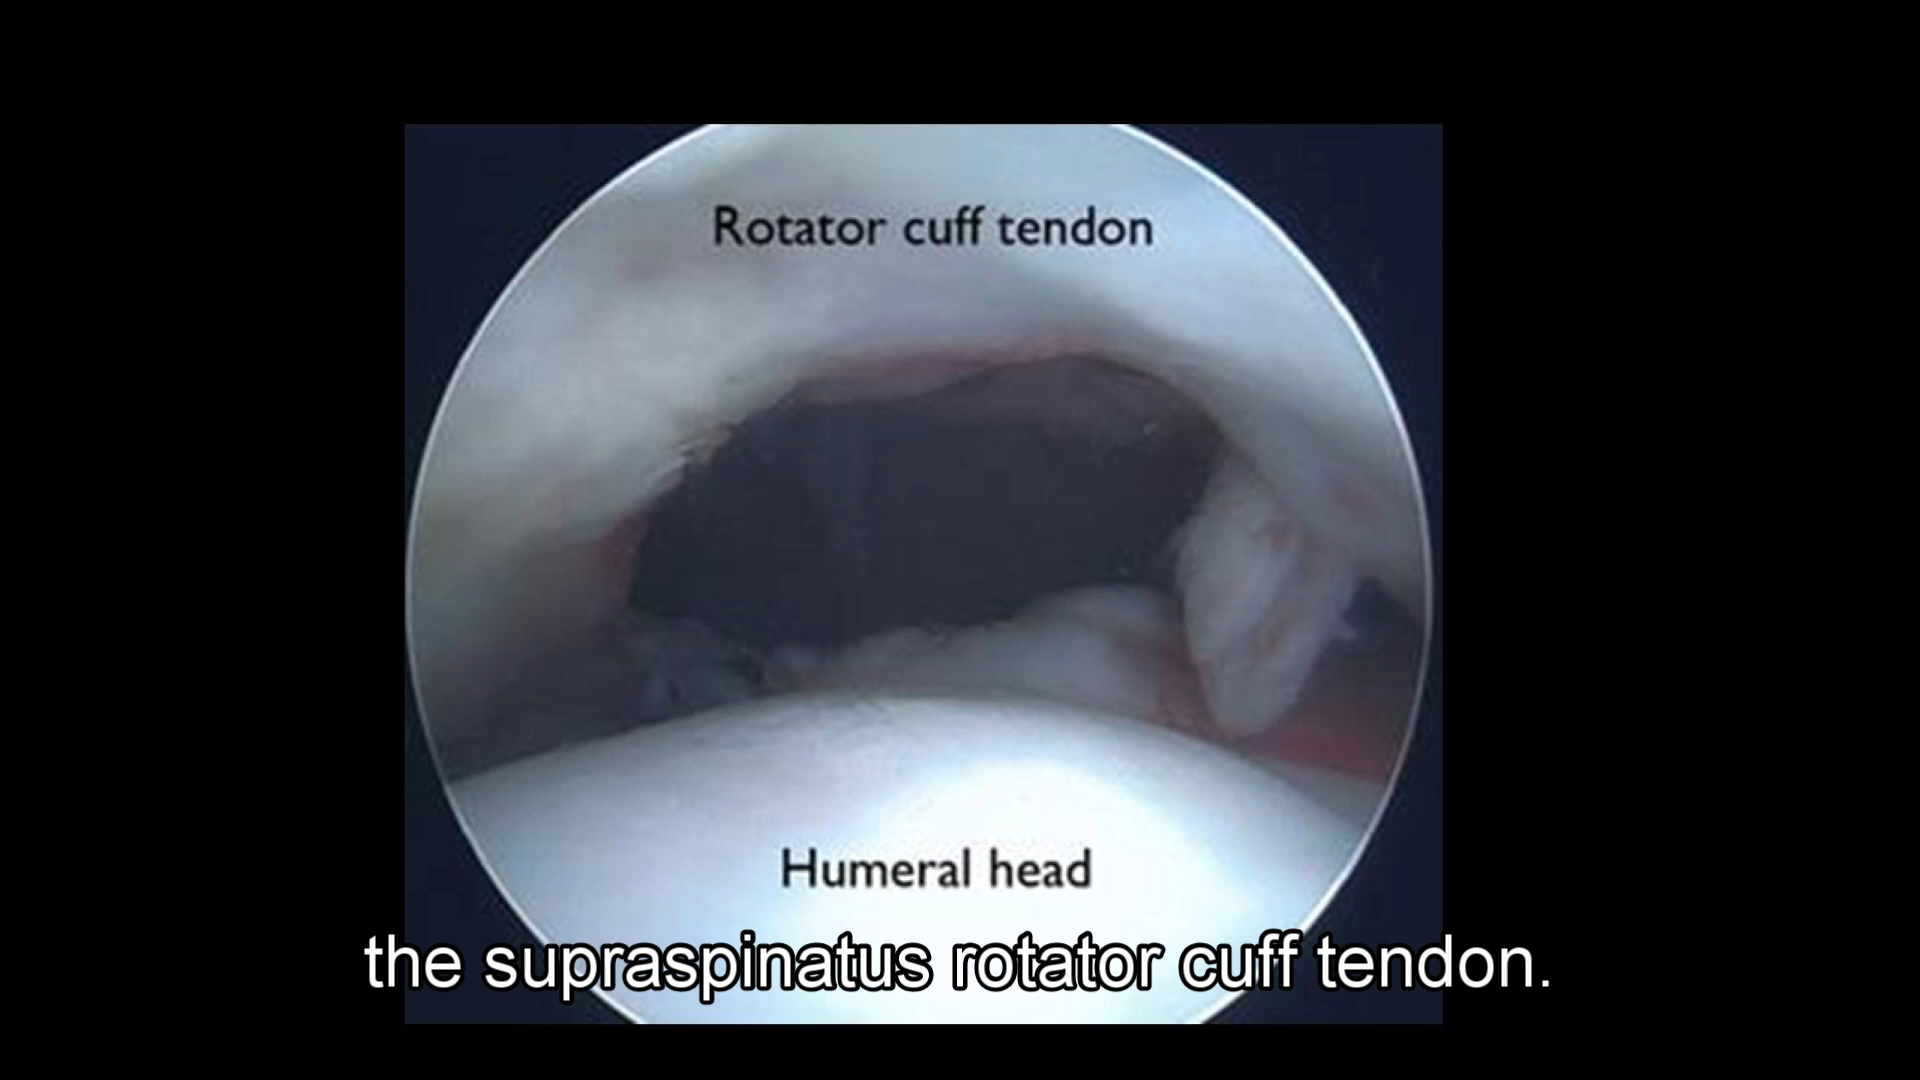 Rotator cuff tendon
Humeral head
the supraspinatus rotator cuff tendon.